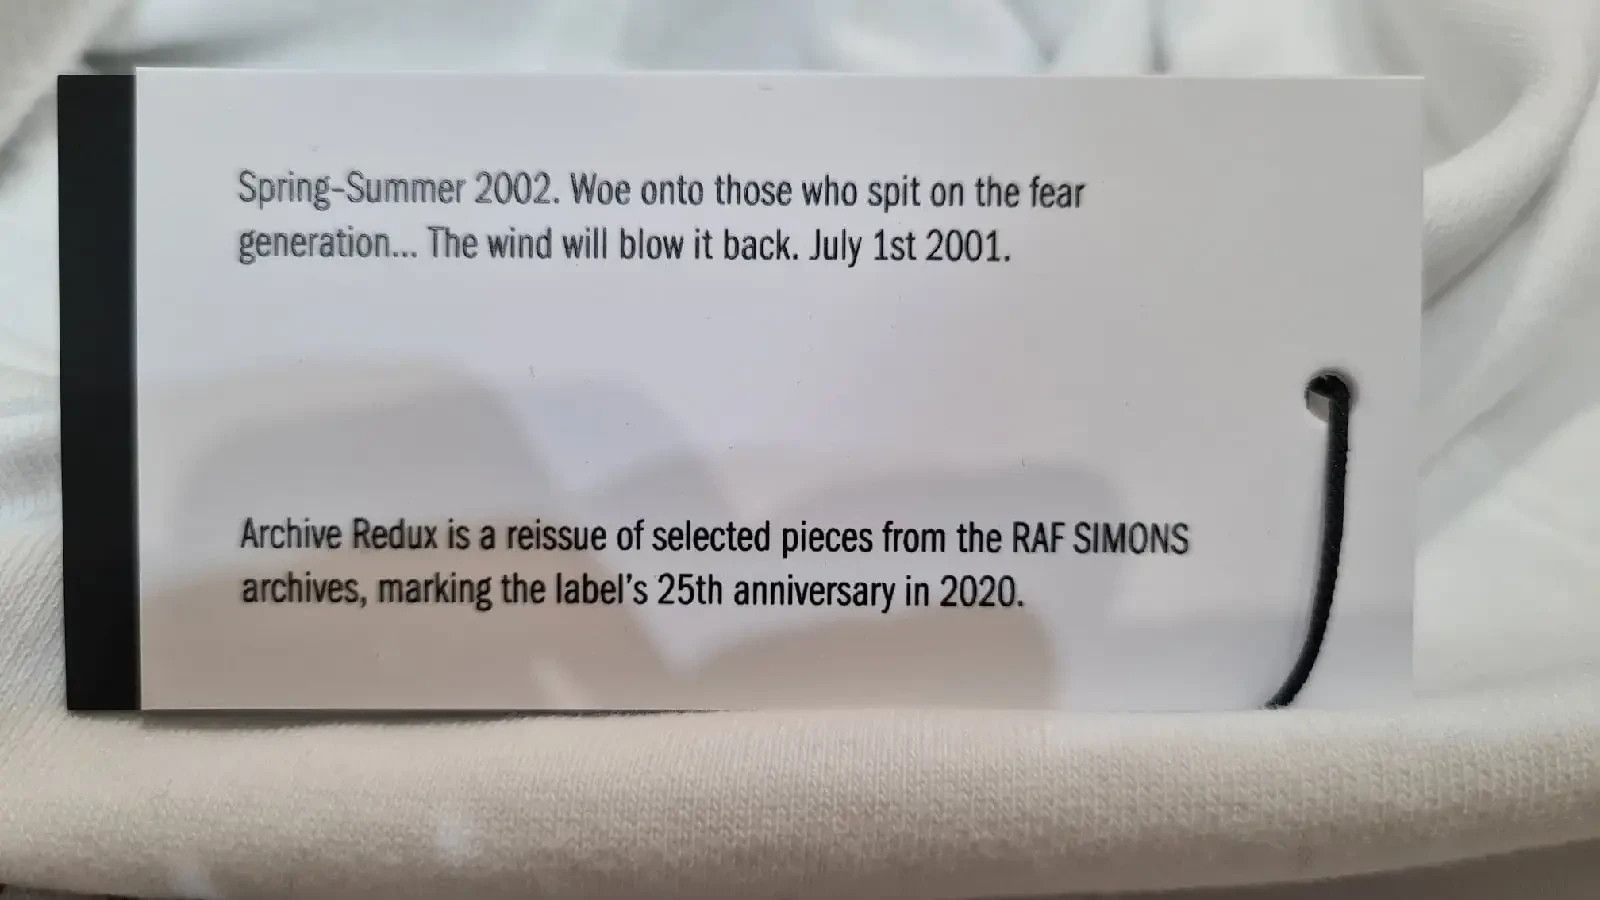 Spring-Summer 2002. Woe onto those who spit on the fear
generation... The wind will blow it back. July 1st 2001.
Archive Redux is a reissue of selected pieces from the RAF SIMONS
archives, marking the label's 25th anniversary in 2020.